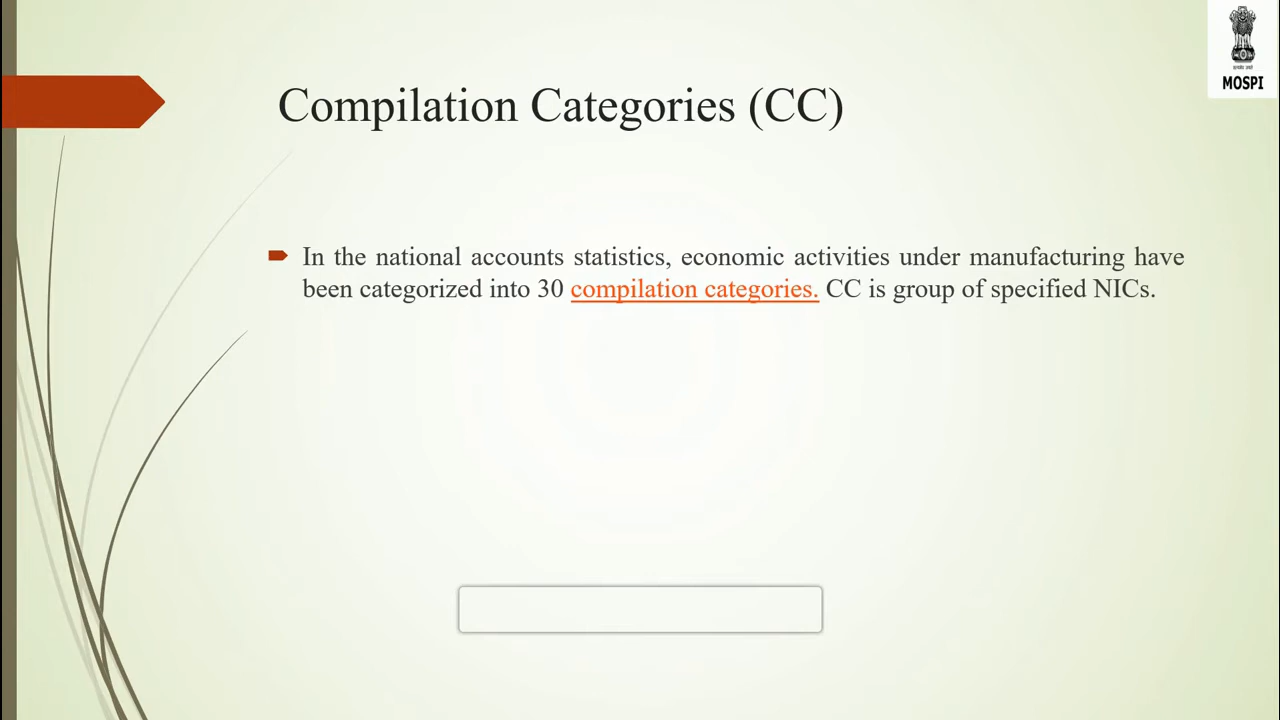 MOSPI
Compilation Categories (CC)
In the national accounts statistics, economic activities under manufacturing have
been categorized into 30 compilation categories. CC is group of specified NICs.